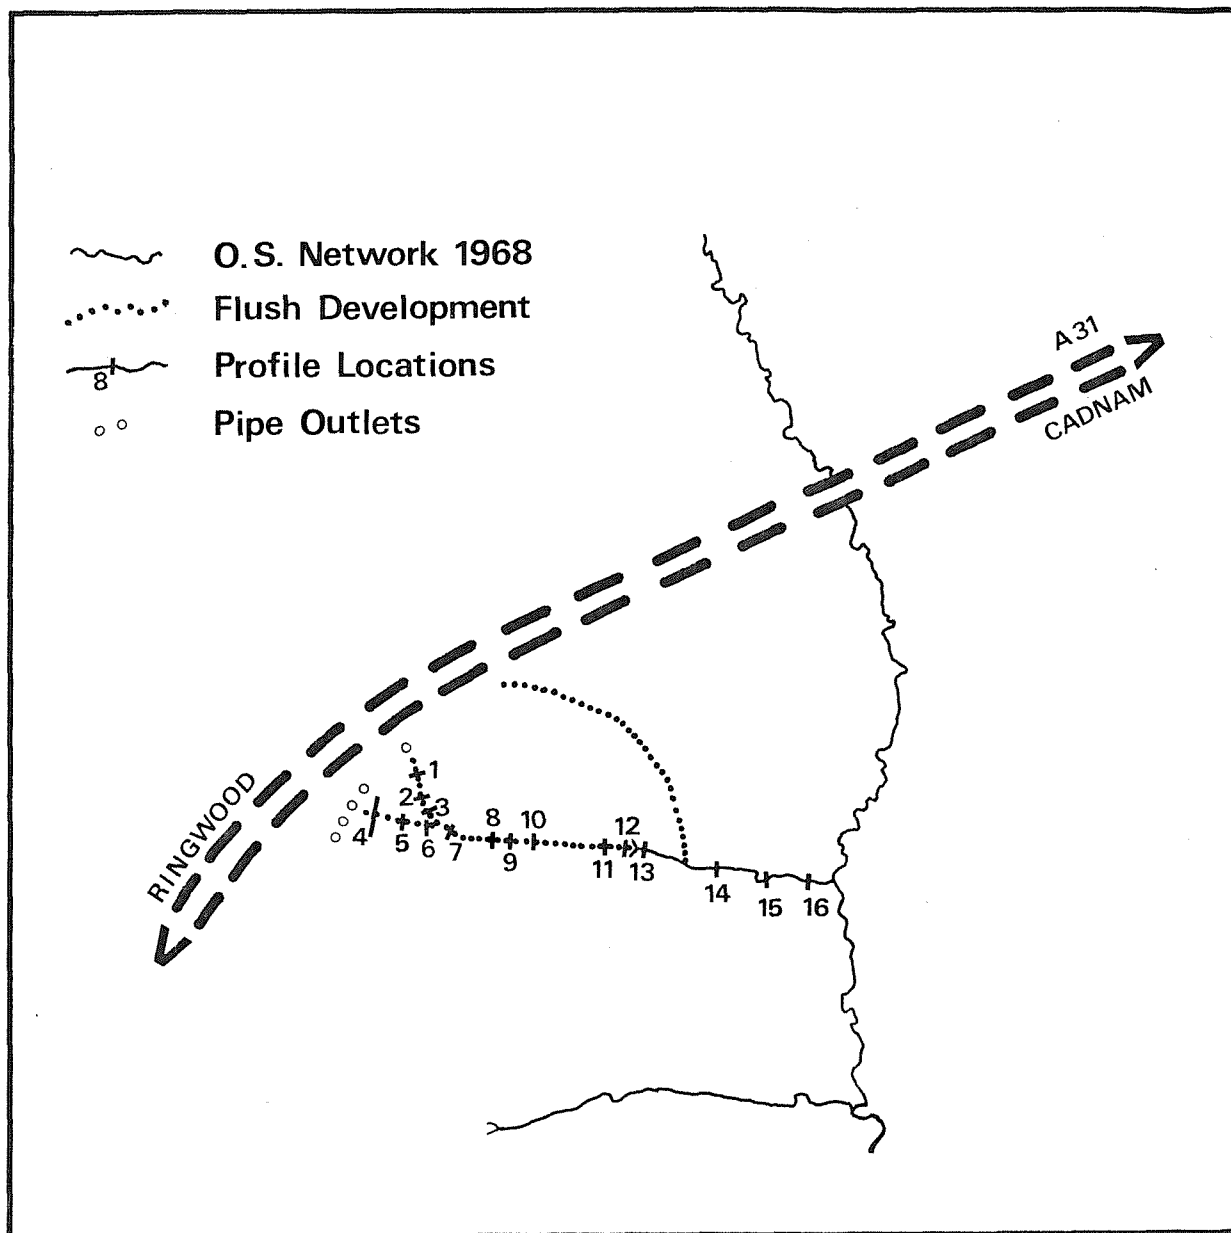 O.S. Network 1968
Flush Development
8
Profile Locations
Pipe Outlets
A31
CADNAM
RINGWOOD
1
2
3
4
5
6
7
8
9
10
11
12
13
14
15
16